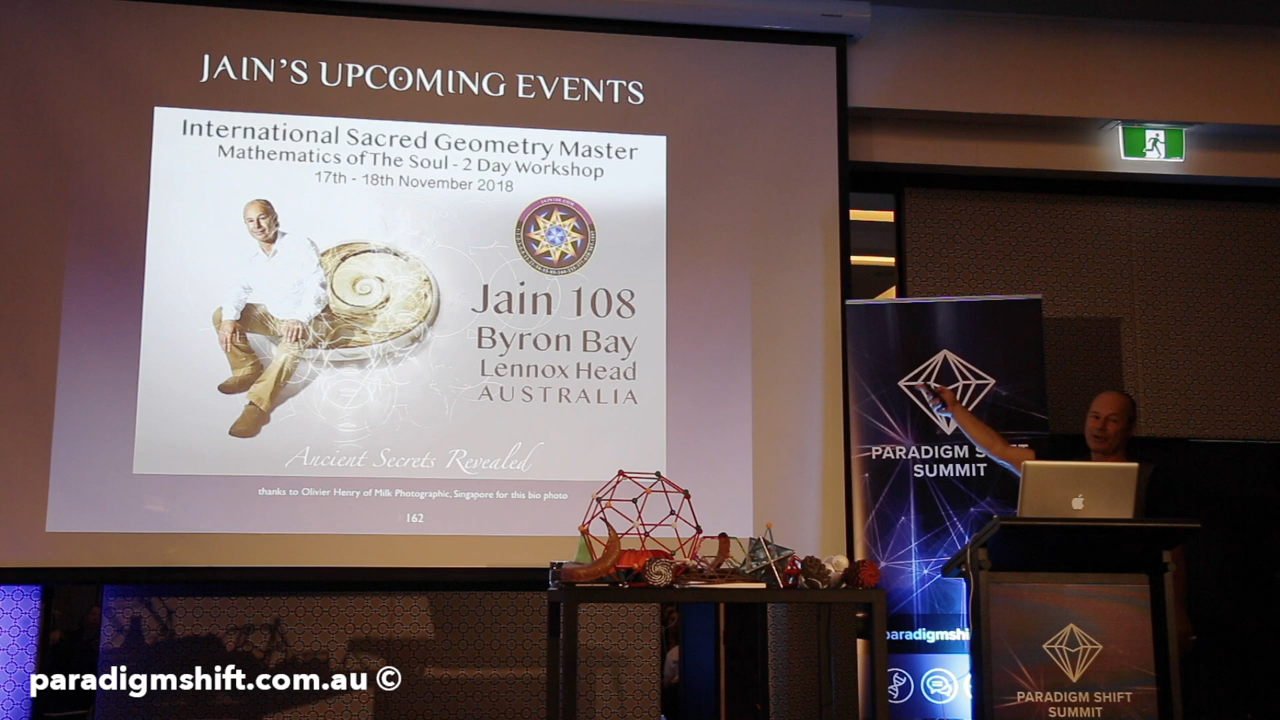 JAIN'S UPCOMING EVENTS
International Sacred Geometry Master
Mathematics of The Soul - 2 Day Workshop
17th - 18th November 2018
Jain 108
Byron Bay
Lennox Head
AUSTRALIA
Ancient Secrets Revealed
thanks to Olivier Henry of Milk Photographic, Singapore for this bio photo
162
PARADIGM SHIFT
SUMMIT
paradigmshi
PARADIGM SHIFT
SUMMIT
paradigmshift.com.au ©